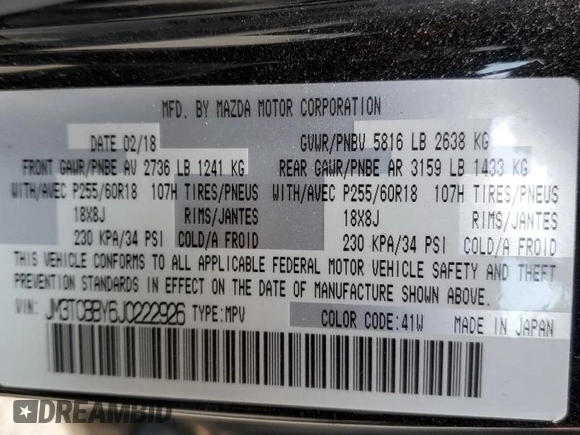 MFD. BY MAZDA MOTOR CORPORATION
DATE 02/18 GVWR/PNBV 5816 LB 2638 KG
FRONT GAWR/PNBE AV 2736 LB 1241 KG REAR GAWR/PNBE AR 3159 LB 1433 KG
WITH/AVEC P255/60R18 107H TIRES/PNEUS WITH/AVEC P255/60R18 107H TIRES/PNEUS
18X8J RIMS/JANTES 18X8J RIMS/JANTES
230 KPA/34 PSI COLD/A FROID 230 KPA/34 PSI COLD/A FROID
THIS VEHICLE CONFORMS TO ALL APPLICABLE FEDERAL MOTOR VEHICLE SAFETY AND THEFT
PREVENTION STANDARDS IN EFFECT ON THE DATE OF MANUFACTURE SHOWN ABOVE.
VIN: JM3TCBBY6J0222926 TYPE:MPV COLOR CODE:41W MADE IN JAPAN
DREAMBID